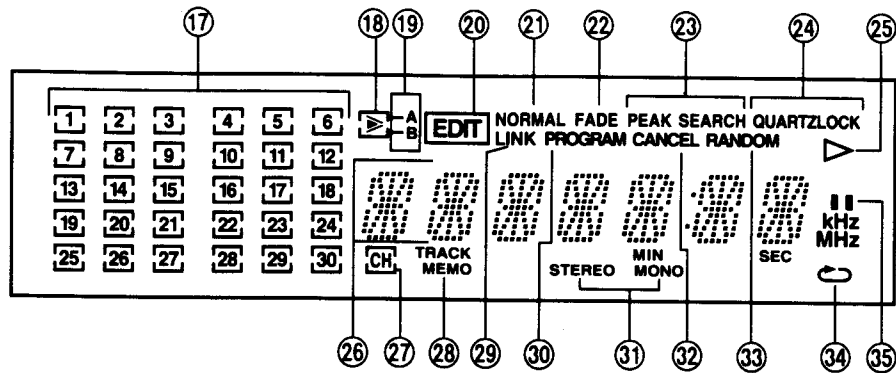 ⑰ ⑱ ⑲ ⑳ ㉑ ㉒ ㉓ ㉔ ㉕
1 2 3 4 5 6
7 8 9 10 11 12
13 14 15 16 17 18
19 20 21 22 23 24
25 26 27 28 29 30
A
B
EDIT
NORMAL FADE PEAK SEARCH QUARTZLOCK
LINK PROGRAM CANCEL RANDOM
kHz
MHz
CH
TRACK
MEMO
STEREO
MIN
MONO
SEC
㉖ ㉗ ㉘ ㉙ ㉚ ㉛ ㉜ ㉝ ㉞ ㉟